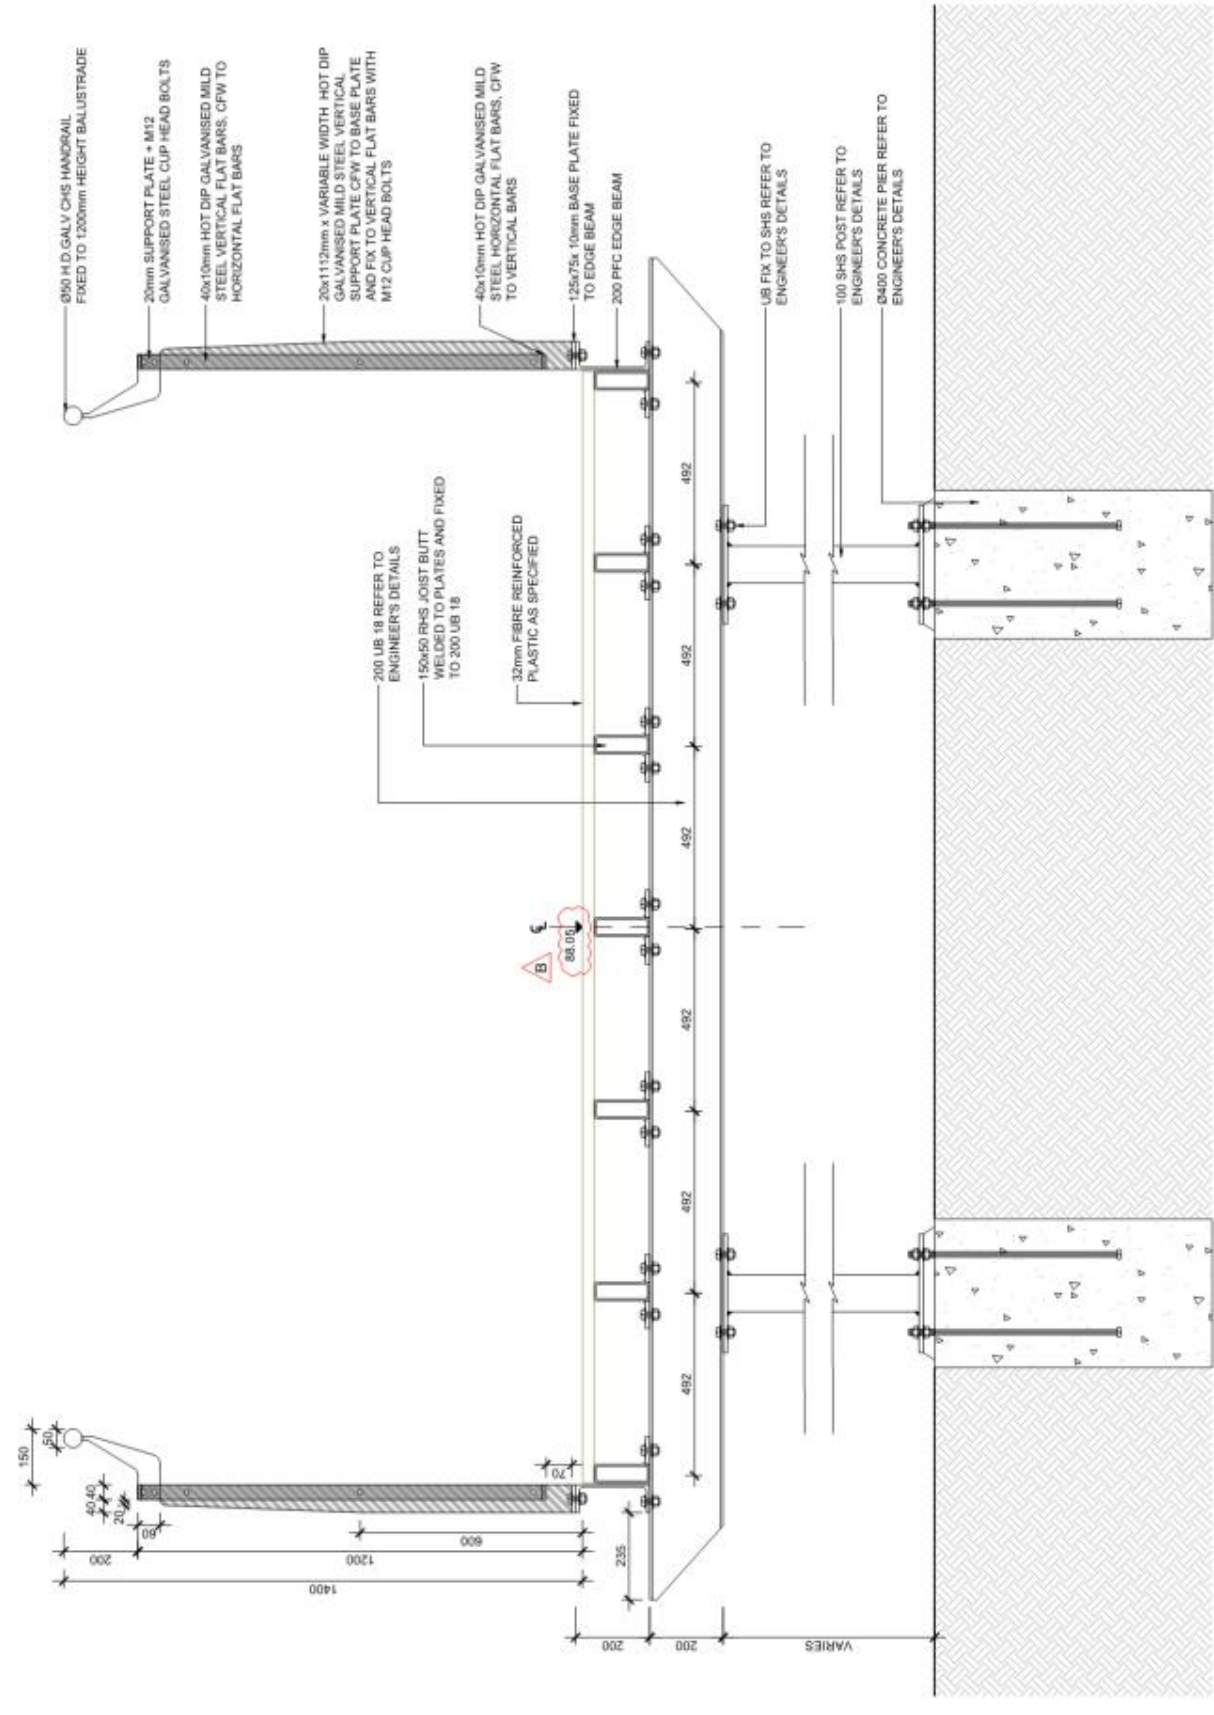 Ø50 H.D.GALV CHS HANDRAIL
FIXED TO 1200mm HEIGHT BALUSTRADE
20mm SUPPORT PLATE + M12
GALVANISED STEEL CUP HEAD BOLTS
40x10mm HOT DIP GALVANISED MILD
STEEL VERTICAL FLAT BARS, CFW TO
HORIZONTAL FLAT BARS
20x1112mm x VARIABLE WIDTH HOT DIP
GALVANISED MILD STEEL VERTICAL
SUPPORT PLATE CFW TO BASE PLATE
AND FIX TO VERTICAL FLAT BARS WITH
M12 CUP HEAD BOLTS
40x10mm HOT DIP GALVANISED MILD
STEEL HORIZONTAL FLAT BARS, CFW
TO VERTICAL BARS
125x75x 10mm BASE PLATE FIXED
TO EDGE BEAM
200 PFC EDGE BEAM
UB FIX TO SHS REFER TO
ENGINEER'S DETAILS
100 SHS POST REFER TO
ENGINEER'S DETAILS
Ø400 CONCRETE PIER REFER TO
ENGINEER'S DETAILS
200 UB 18 REFER TO
ENGINEER'S DETAILS
150x50 RHS JOIST BUTT
WELDED TO PLATES AND FIXED
TO 200 UB 18
32mm FIBRE REINFORCED
PLASTIC AS SPECIFIED
CL
88.05
B
492
492
492
492
492
492
150
50
40
40
20
60
70
200
1200
600
1400
235
200
200
VARIES